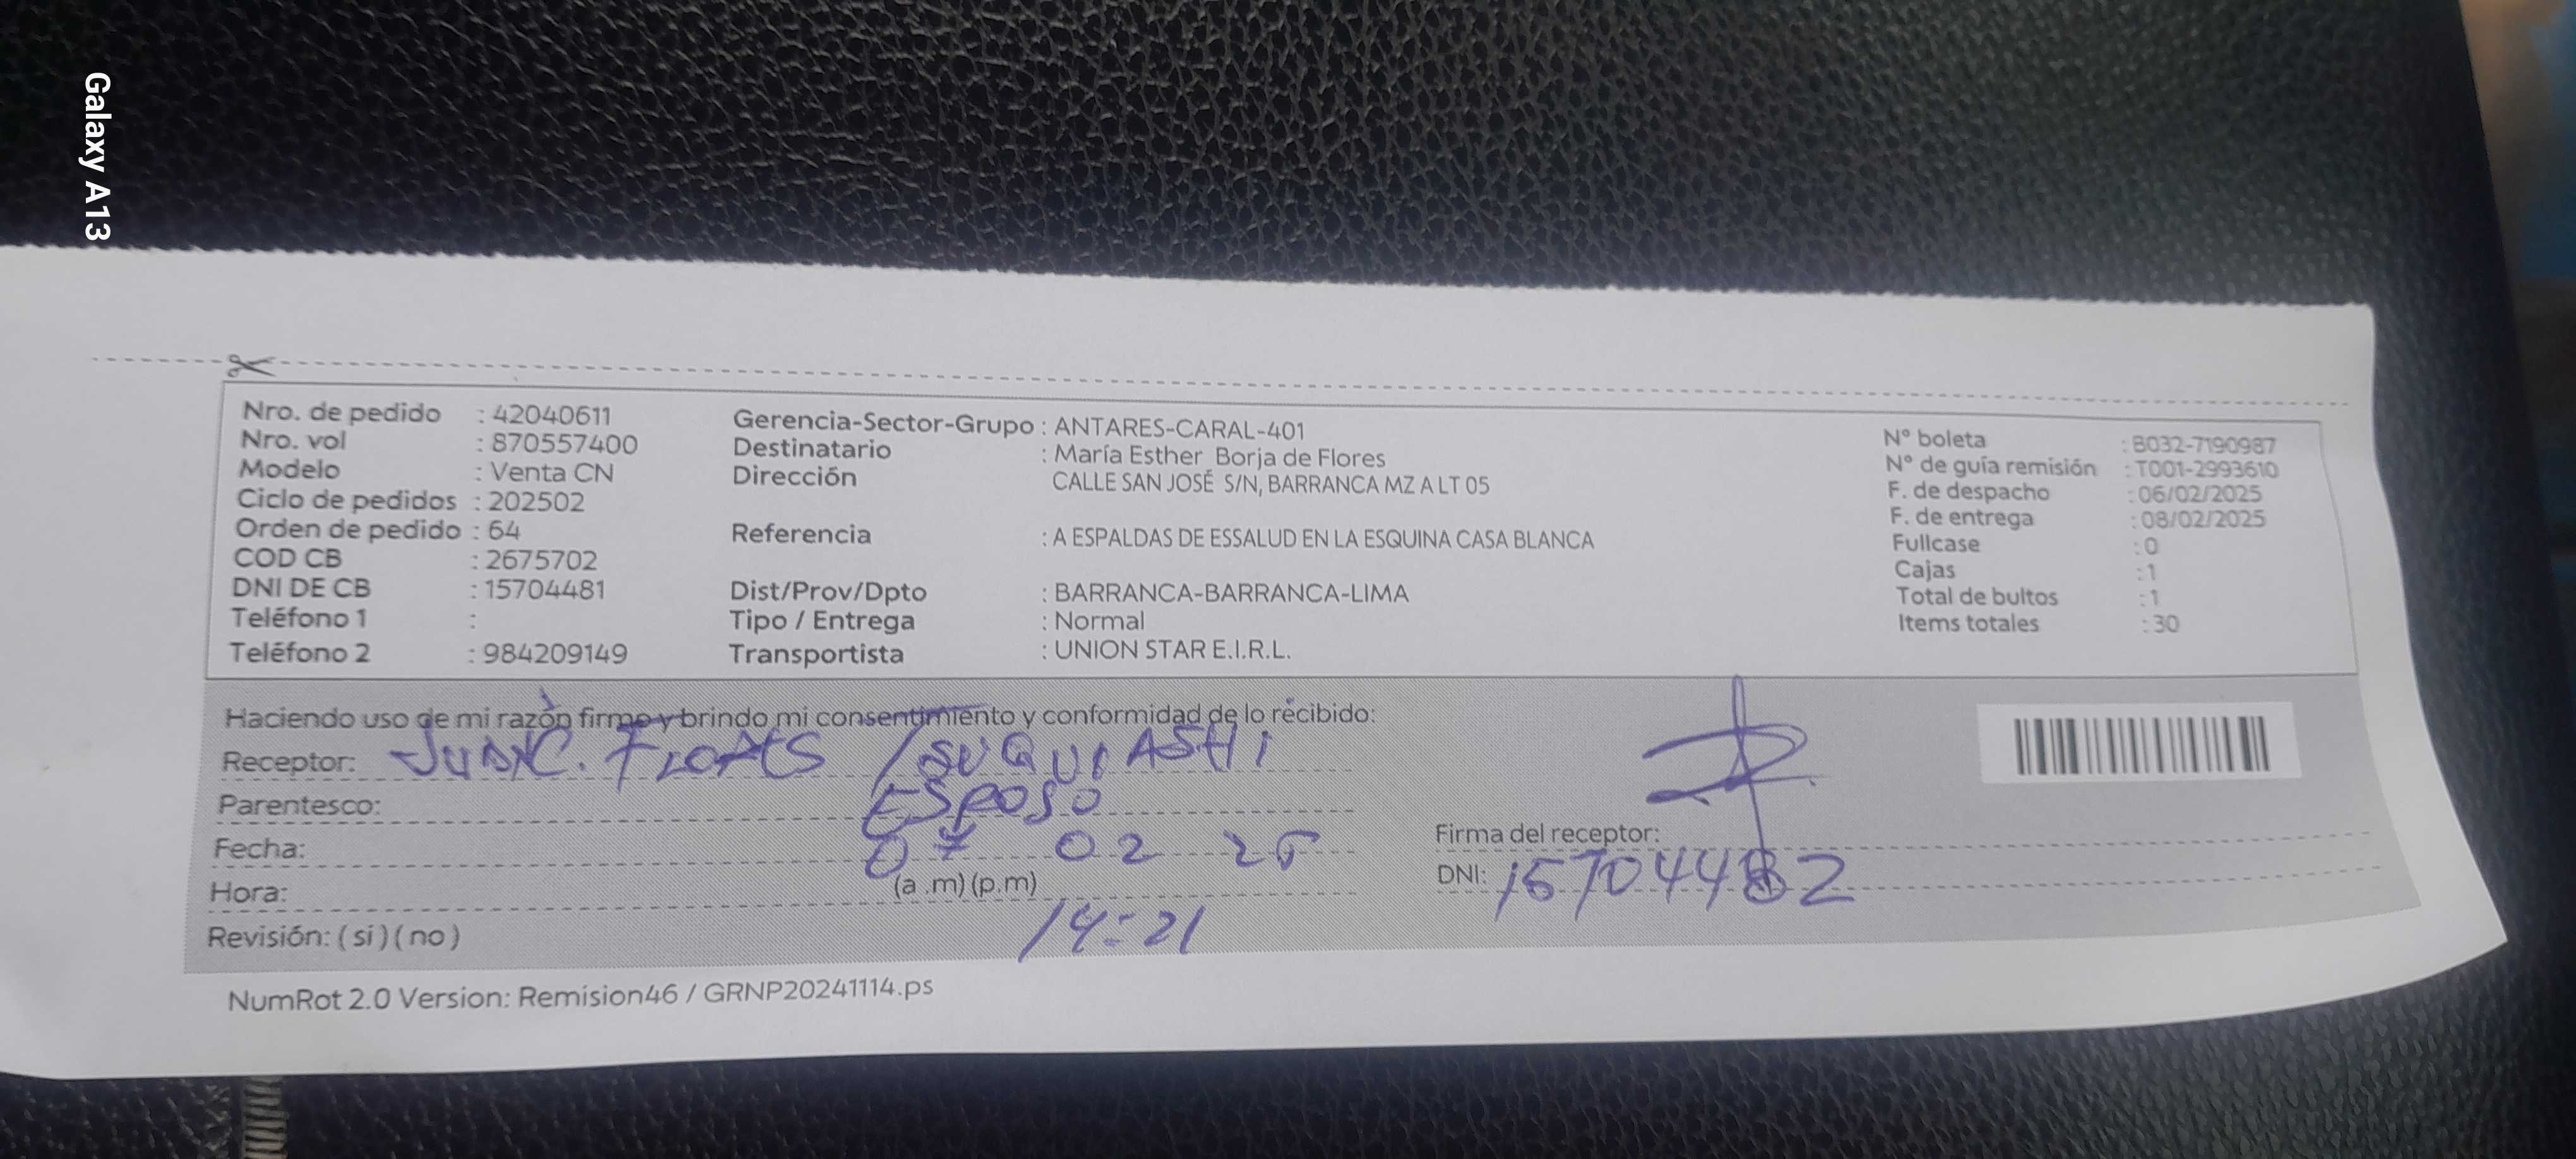 Galaxy A13
Nro. de pedido : 42040611
Nro. vol : 870557400
Modelo : Venta CN
Ciclo de pedidos : 202502
Orden de pedido : 64
COD CB : 2675702
DNI DE CB : 15704481
Teléfono 1 :
Teléfono 2 : 984209149
Gerencia-Sector-Grupo : ANTARES-CARAL-401
Destinatario : María Esther Borja de Flores
Dirección CALLE SAN JOSÉ S/N, BARRANCA MZ A LT 05
Referencia : A ESPALDAS DE ESSALUD EN LA ESQUINA CASA BLANCA
Dist/Prov/Dpto : BARRANCA-BARRANCA-LIMA
Tipo / Entrega : Normal
Transportista : UNION STAR E.I.R.L.
N° boleta : B032-7190987
N° de guía remisión : T001-2993610
F. de despacho : 06/02/2025
F. de entrega : 08/02/2025
Fullcase : 0
Cajas : 1
Total de bultos : 1
Items totales : 30
Haciendo uso de mi razón firmo y brindo mi consentimiento y conformidad de lo recibido:
Receptor: Juan C. Flores
Parentesco: Esposo
Fecha: 07 02 25
Hora: (a .m) (p.m)
14:21
Revisión: ( si ) ( no )
Firma del receptor:
DNI: 15704482
NumRot 2.0 Version: Remision46 / GRNP20241114.ps